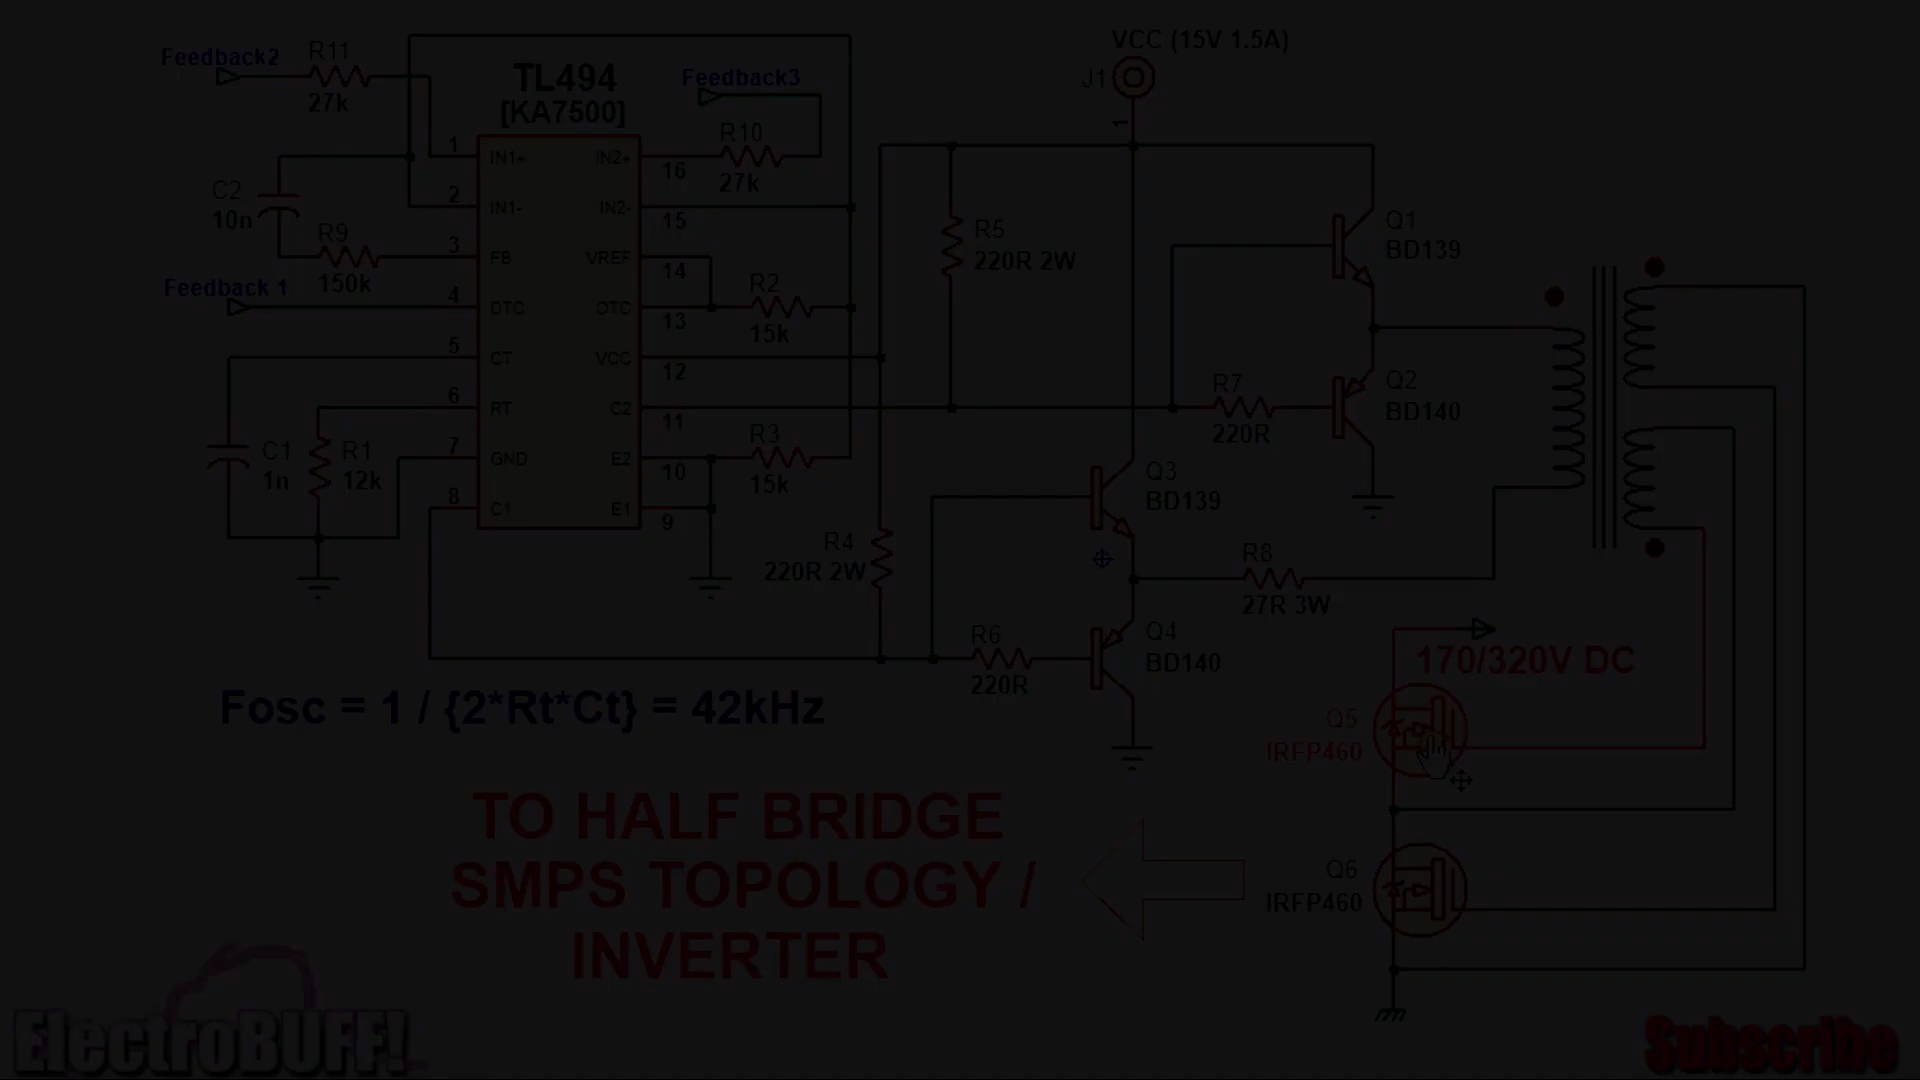 VCC (15V 1.5A)
J1
1
Feedback2
R11
27k
TL494
[KA7500]
Feedback3
R10
27k
1
IN1+
IN2+
16
C2
10n
2
IN1-
IN2-
15
R9
150k
3
FB
VREF
14
Feedback 1
4
DTC
OTC
13
R2
15k
5
CT
VCC
12
6
RT
C2
11
C1
1n
R1
12k
7
GND
E2
10
R3
15k
8
C1
E1
9
R5
220R 2W
Q1
BD139
R7
220R
Q2
BD140
Q3
BD139
R4
220R 2W
R8
27R 3W
R6
220R
Q4
BD140
170/320V DC
Fosc = 1 / {2*Rt*Ct} = 42kHz
Q5
IRFP460
TO HALF BRIDGE
SMPS TOPOLOGY /
INVERTER
Q6
IRFP460
ElectroBUFF!
Subscribe